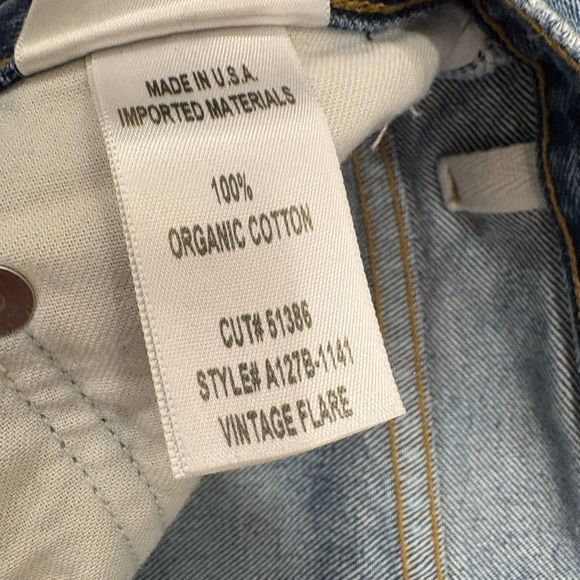 MADE IN U.S.A.
IMPORTED MATERIALS
100%
ORGANIC COTTON
CUT# 51386
STYLE# A127B-1141
VINTAGE FLARE